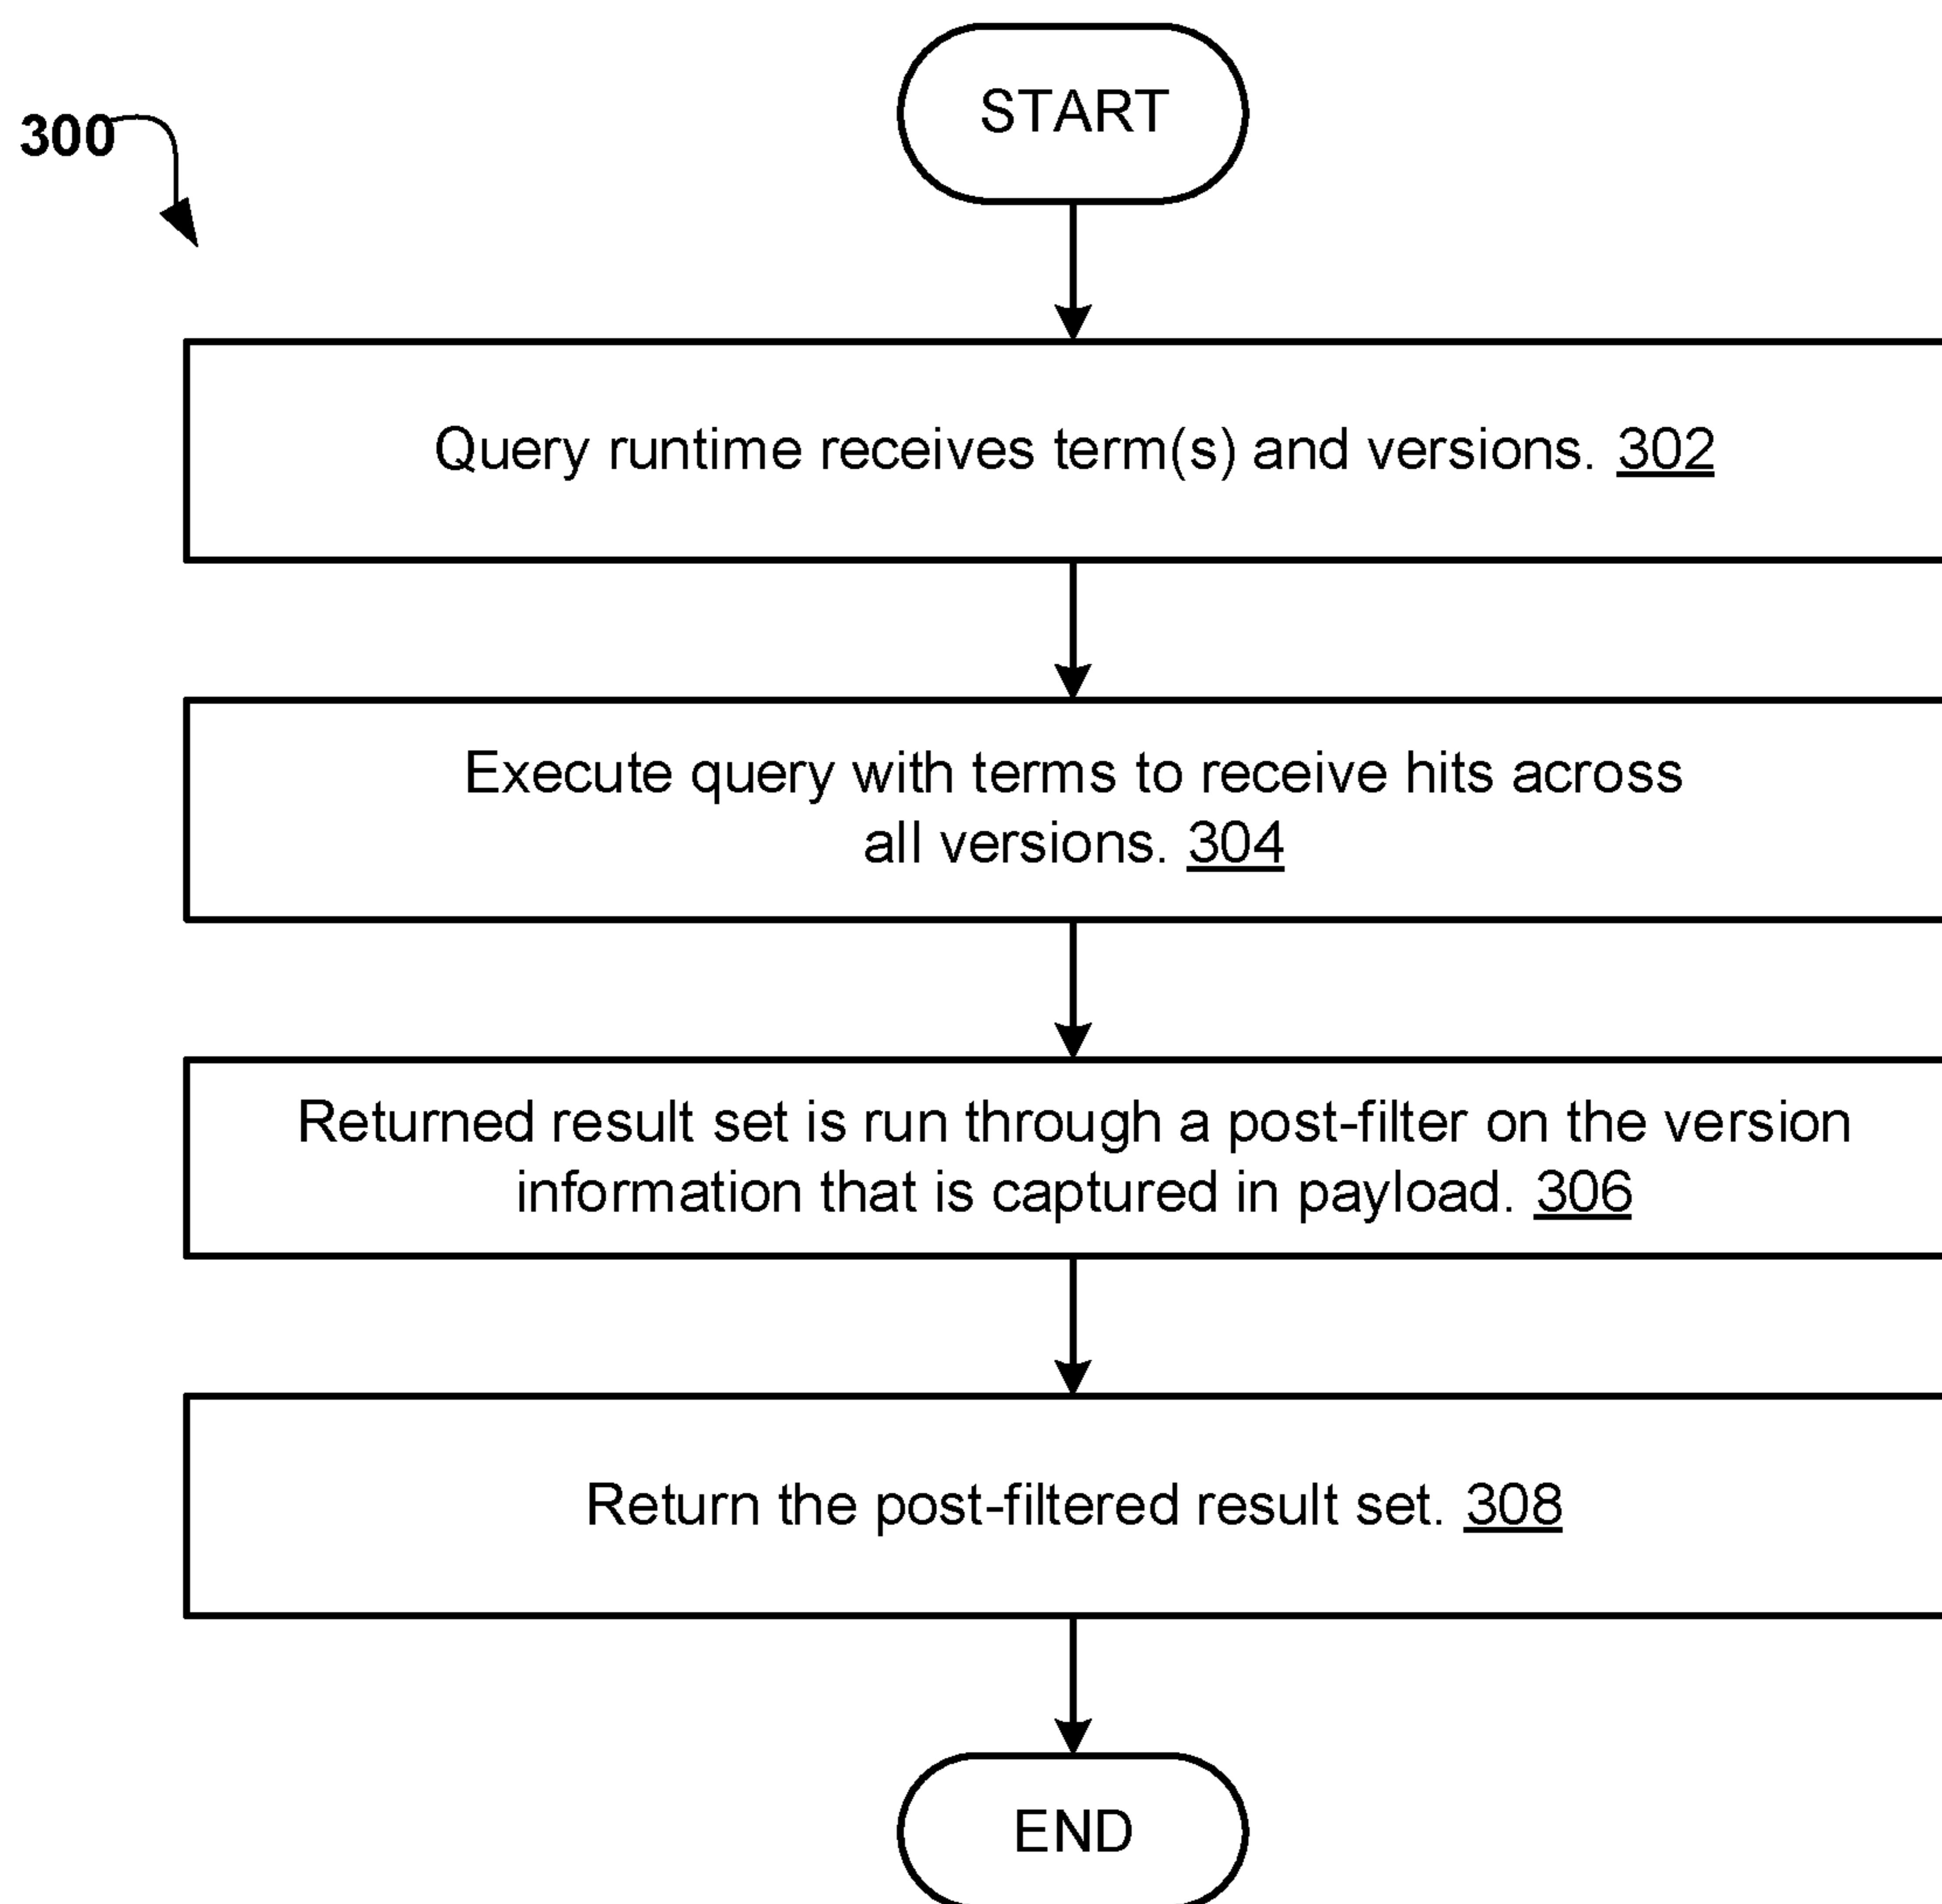 START
300
Query runtime receives term(s) and versions. 302
Execute query with terms to receive hits across
all versions. 304
Returned result set is run through a post-filter on the version
information that is captured in payload. 306
Return the post-filtered result set. 308
END